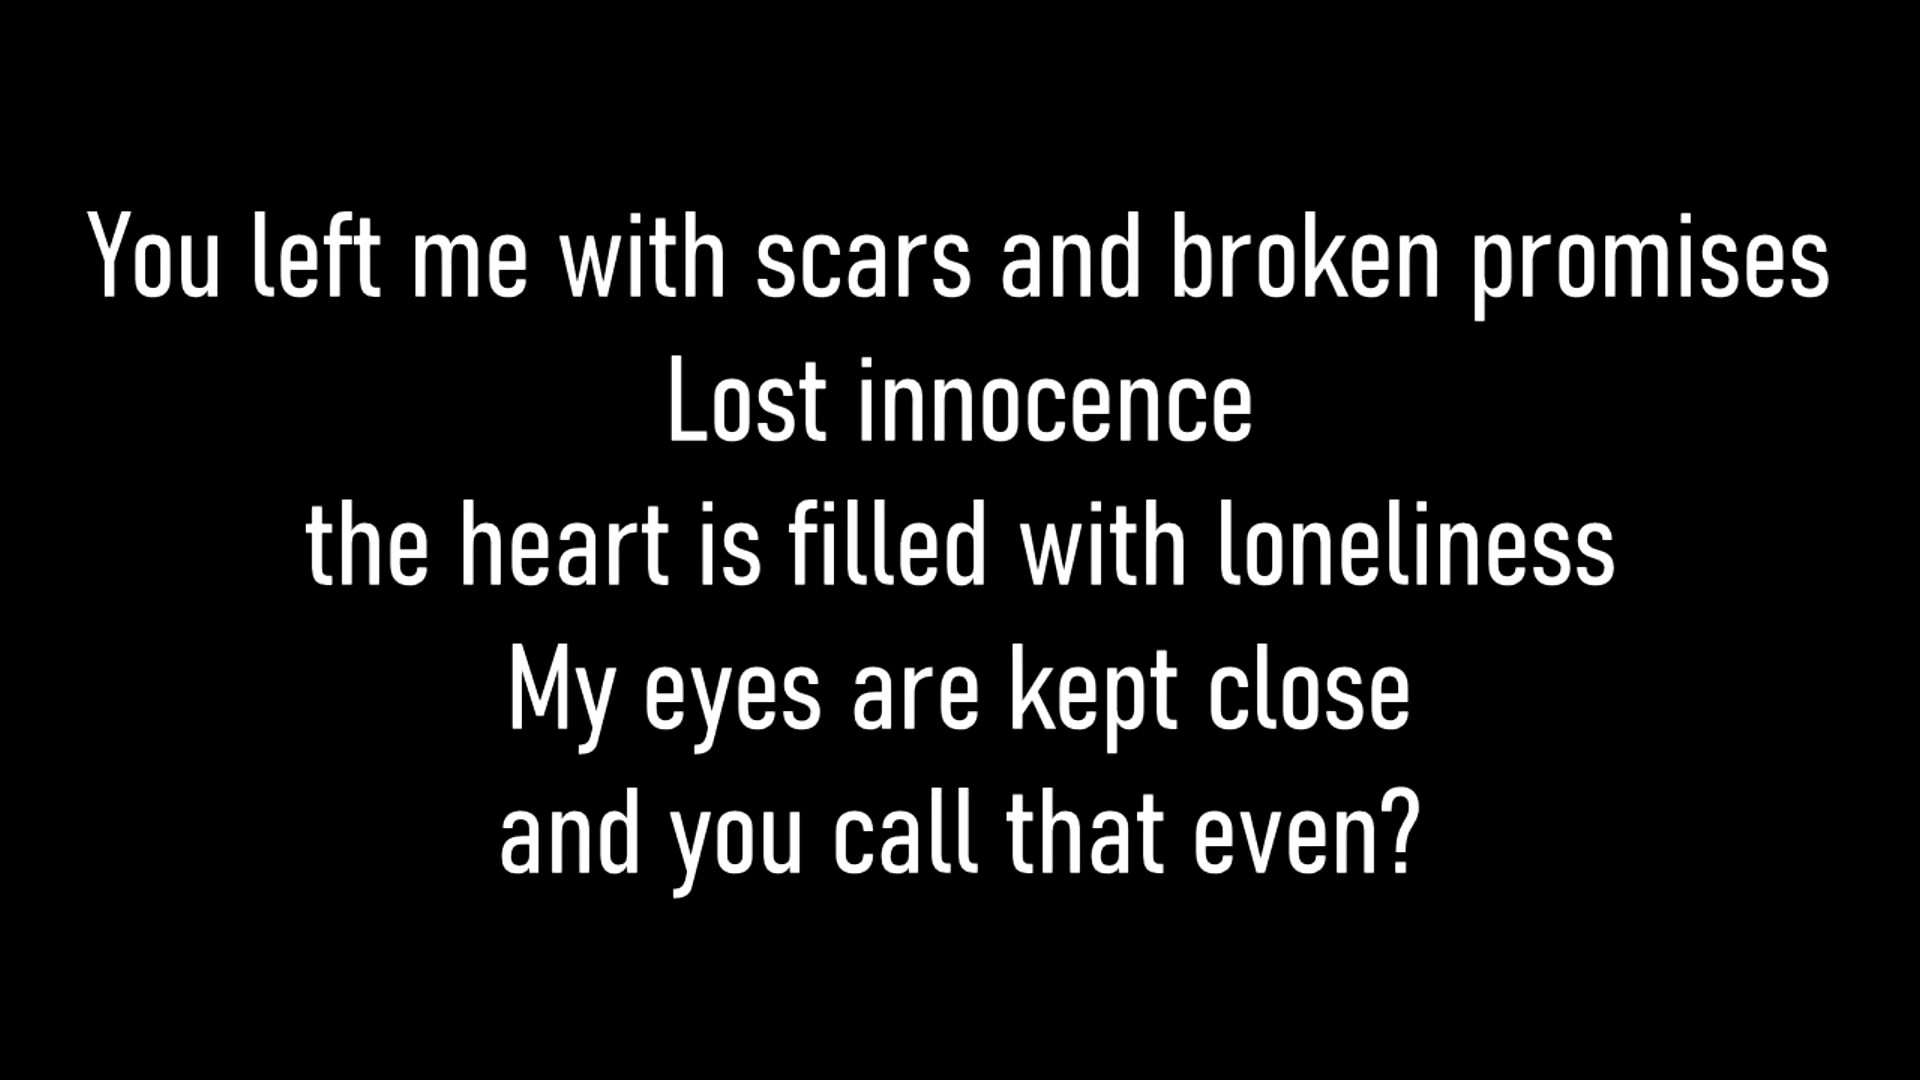 You left me with scars and broken promises
Lost innocence
the heart is filled with loneliness
My eyes are kept close
and you call that even?